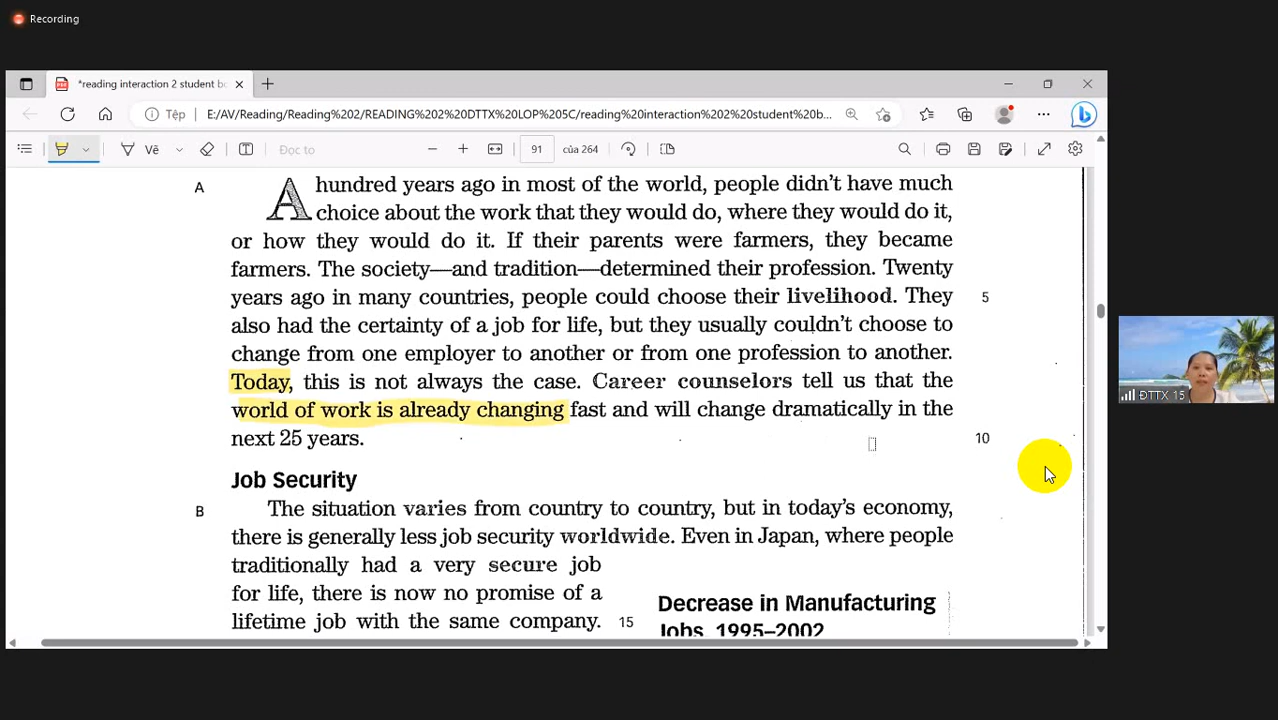 Recording
*reading interaction 2 student bo
Tệp
E:/AV/Reading/Reading%202/READING%202%20DTTX%20LOP%205C/reading%20interaction%202%20student%20b...
Vẽ
Đọc to
91
của 264
A
A hundred years ago in most of the world, people didn't have much
choice about the work that they would do, where they would do it,
or how they would do it. If their parents were farmers, they became
farmers. The society—and tradition—determined their profession. Twenty
years ago in many countries, people could choose their livelihood. They
5
also had the certainty of a job for life, but they usually couldn't choose to
change from one employer to another or from one profession to another.
Today, this is not always the case. Career counselors tell us that the
world of work is already changing fast and will change dramatically in the
next 25 years.
10
Job Security
B
The situation varies from country to country, but in today's economy,
there is generally less job security worldwide. Even in Japan, where people
traditionally had a very secure job
for life, there is now no promise of a
lifetime job with the same company.
15
Decrease in Manufacturing
Jobs, 1995–2002
ĐTTX 15